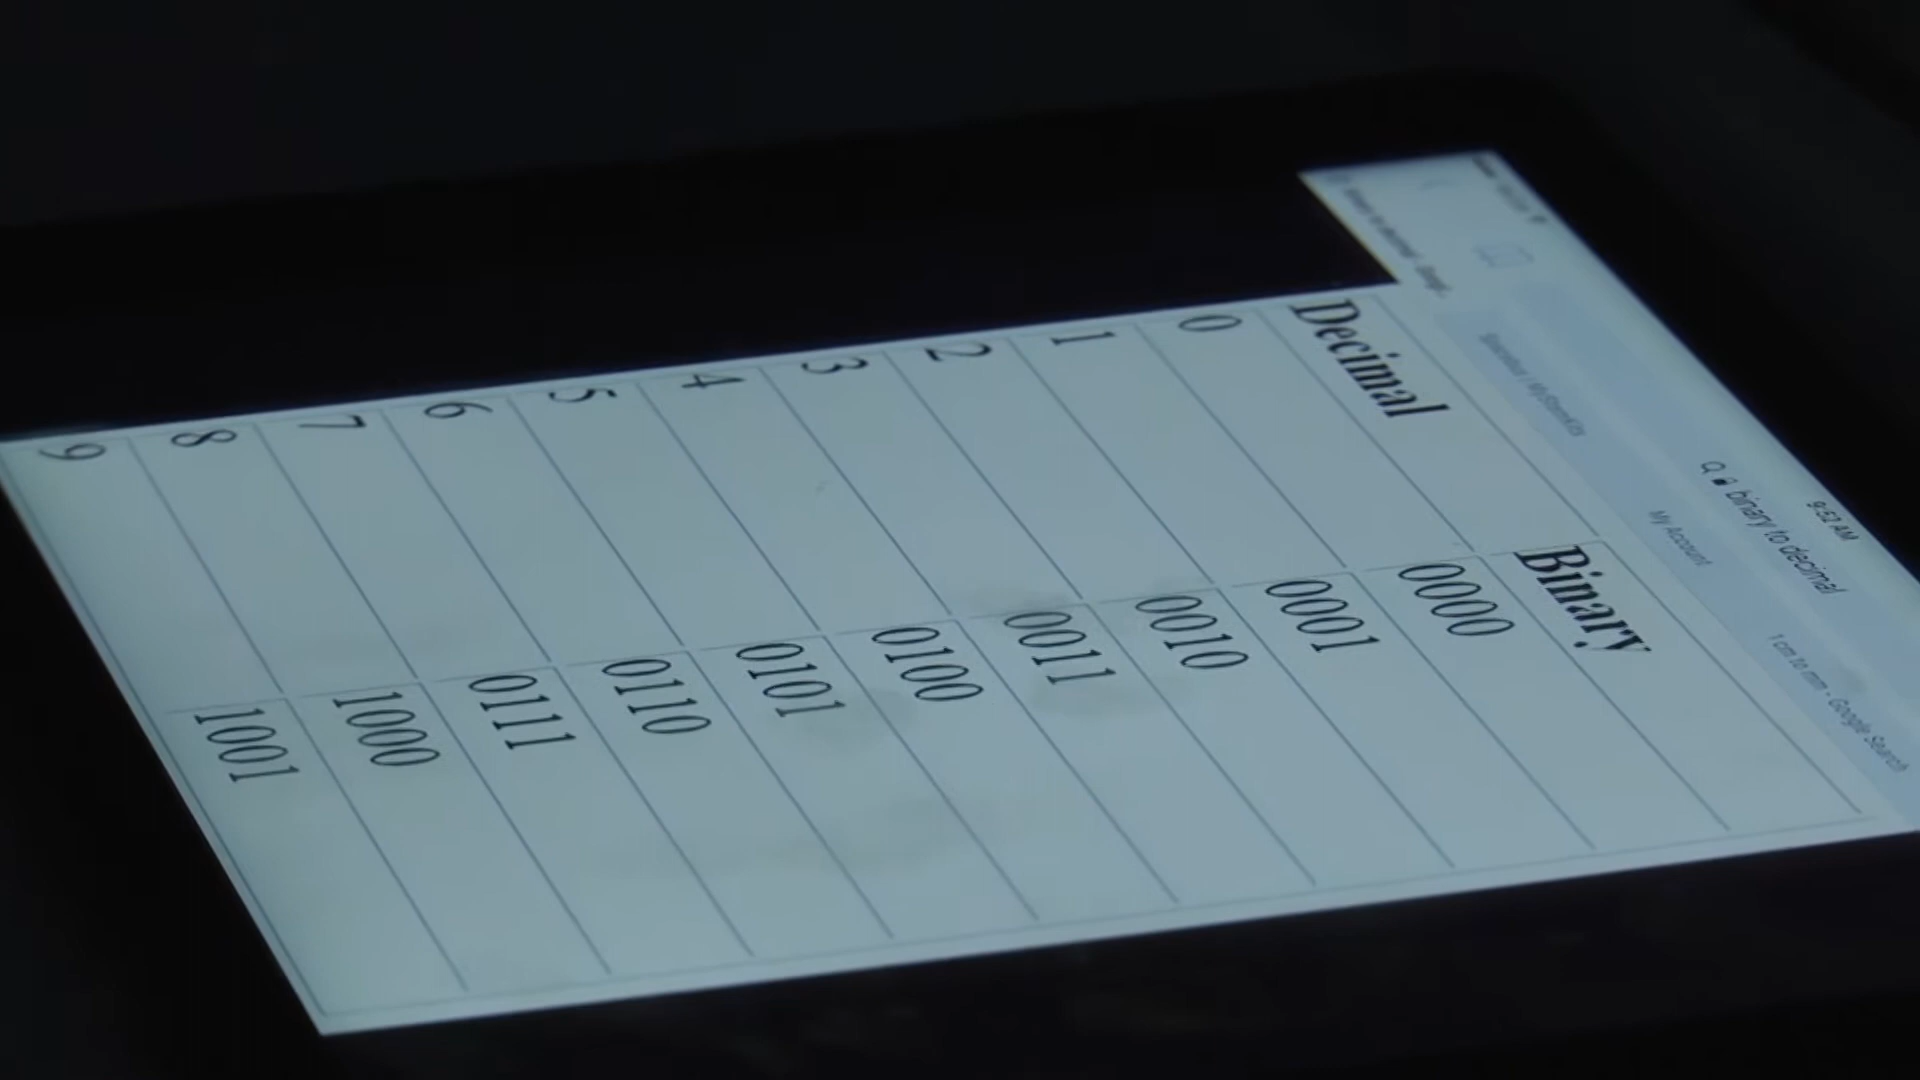 9:52 AM
binary to decimal
1 cm to mm - Google Search
My Account
Decimal Binary
0 0000
1 0001
2 0010
3 0011
4 0100
5 0101
6 0110
7 0111
8 1000
9 1001